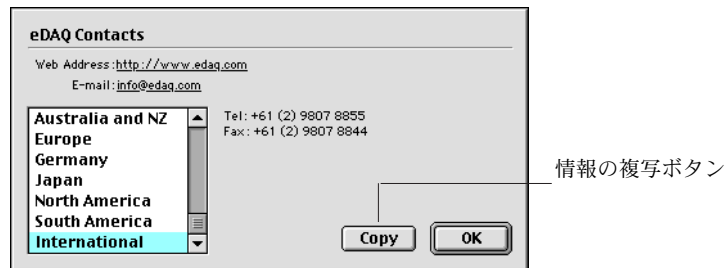 eDAQ Contacts
Web Address:http://www.edaq.com
E-mail:info@edaq.com
Australia and NZ
Europe
Germany
Japan
North America
South America
International
Tel: +61 (2) 9807 8855
Fax: +61 (2) 9807 8844
情報の複写ボタン
Copy
OK